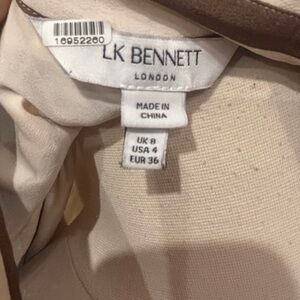 16952260
LK BENNETT
LONDON
MADE IN
CHINA
UK 8
USA 4
EUR 36